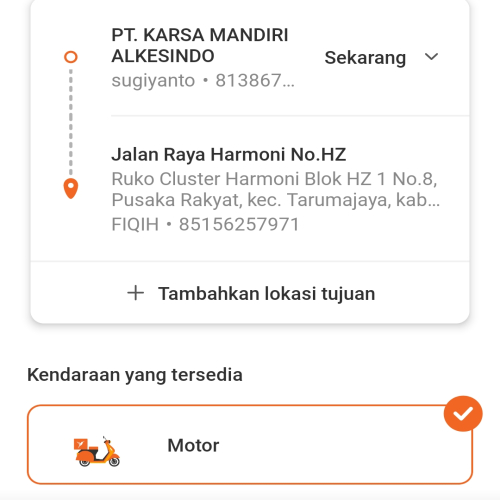 PT. KARSA MANDIRI
ALKESINDO
Sekarang
sugiyanto • 813867...
Jalan Raya Harmoni No.HZ
Ruko Cluster Harmoni Blok HZ 1 No.8,
Pusaka Rakyat, kec. Tarumajaya, kab...
FIQIH • 85156257971
+ Tambahkan lokasi tujuan
Kendaraan yang tersedia
Motor